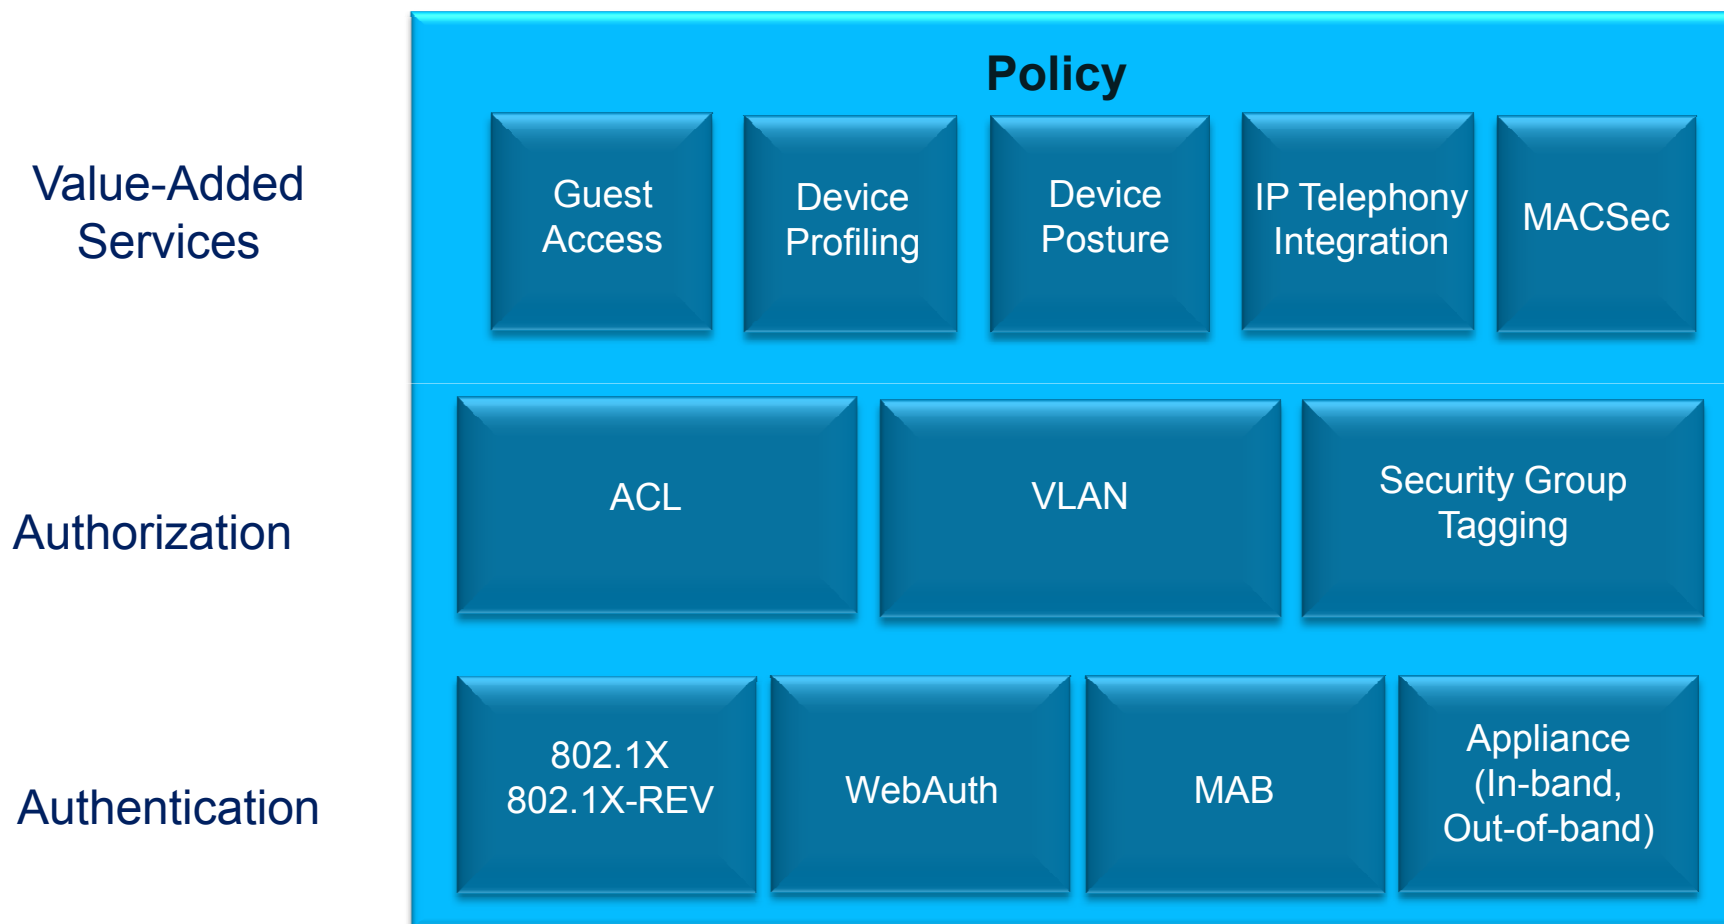 Policy
Value-Added
Services
Guest
Access
Device
Profiling
Device
Posture
IP Telephony
Integration
MACSec
Authorization
ACL
VLAN
Security Group
Tagging
Authentication
802.1X
802.1X-REV
WebAuth
MAB
Appliance
(In-band,
Out-of-band)